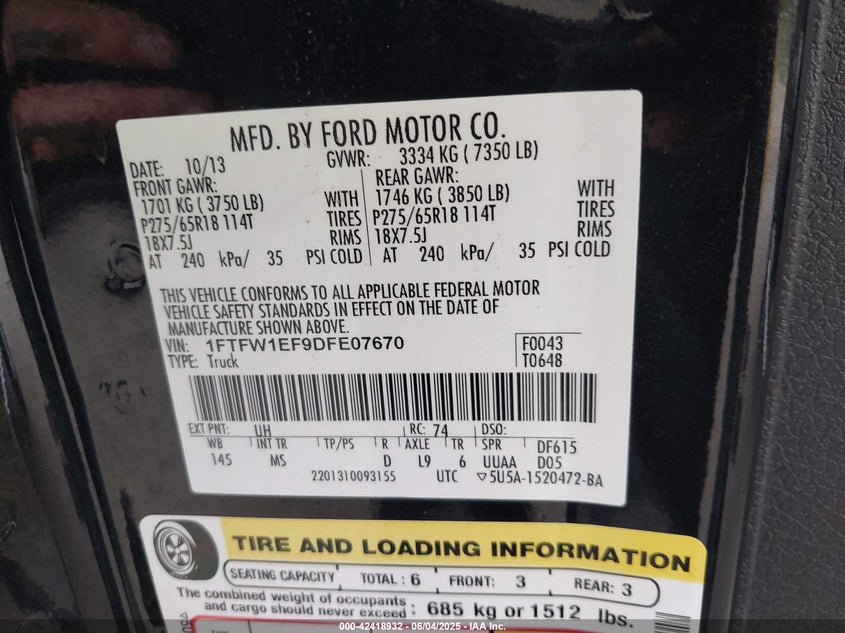 MFD. BY FORD MOTOR CO.
DATE: 10/13 GVWR: 3334 KG ( 7350 LB)
FRONT GAWR: REAR GAWR:
1701 KG ( 3750 LB) WITH 1746 KG ( 3850 LB) WITH
P275/65R18 114T TIRES P275/65R18 114T TIRES
18X7.5J RIMS 18X7.5J RIMS
AT 240 kPa/ 35 PSI COLD AT 240 kPa/ 35 PSI COLD
THIS VEHICLE CONFORMS TO ALL APPLICABLE FEDERAL MOTOR
VEHICLE SAFETY STANDARDS IN EFFECT ON THE DATE OF
MANUFACTURE SHOWN ABOVE.
VIN: 1FTFW1EF9DFE07670 F0043
TYPE: Truck T0648
EXT PNT: UH RC: 74 DSO:
WB INT TR TP/PS R AXLE TR SPR DF615
145 MS D L9 6 UUAA D05
2201310093155 UTC ▽5U5A-1520472-BA
TIRE AND LOADING INFORMATION
SEATING CAPACITY TOTAL: 6 FRONT: 3 REAR: 3
The combined weight of occupants
and cargo should never exceed: 685 kg or 1512 lbs.
000-42418932 - 06/04/2025 - IAA Inc.